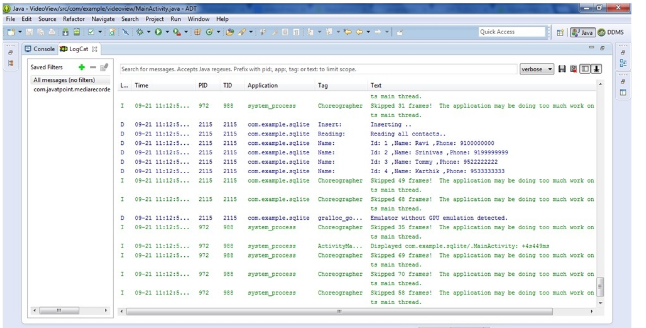 Java - VideoView/src/com/example/videoview/MainActivity.java - ADT
File Edit Source Refactor Navigate Search Project Run Window Help
Quick Access
Java
DDMS
Console LogCat
Saved Filters
Search for messages. Accepts Java regexes. Prefix with pid:, app:, tag: or text: to limit scope.
verbose
All messages (no filters)
com.javatpoint.mediarecorde
L... Time PID TID Application Tag Text
ts main thread.
I 09-21 11:12:5... 972 988 system_process Choreographer Skipped 31 frames! The application may be doing too much work on
ts main thread.
D 09-21 11:12:5... 2115 2115 com.example.sqlite Insert: Inserting ..
D 09-21 11:12:5... 2115 2115 com.example.sqlite Reading: Reading all contacts..
D 09-21 11:12:5... 2115 2115 com.example.sqlite Name: Id: 1 ,Name: Ravi ,Phone: 9100000000
D 09-21 11:12:5... 2115 2115 com.example.sqlite Name: Id: 2 ,Name: Srinivas ,Phone: 9199999999
D 09-21 11:12:5... 2115 2115 com.example.sqlite Name: Id: 3 ,Name: Tommy ,Phone: 9522222222
D 09-21 11:12:5... 2115 2115 com.example.sqlite Name: Id: 4 ,Name: Karthik ,Phone: 9533333333
I 09-21 11:12:5... 2115 2115 com.example.sqlite Choreographer Skipped 49 frames! The application may be doing too much work on
ts main thread.
I 09-21 11:12:5... 2115 2115 com.example.sqlite Choreographer Skipped 48 frames! The application may be doing too much work on
ts main thread.
D 09-21 11:12:5... 2115 2115 com.example.sqlite gralloc_go... Emulator without GPU emulation detected.
I 09-21 11:12:5... 972 988 system_process Choreographer Skipped 35 frames! The application may be doing too much work on
ts main thread.
I 09-21 11:12:5... 972 988 system_process ActivityMa... Displayed com.example.sqlite/.MainActivity: +4s449ms
I 09-21 11:12:5... 972 988 system_process Choreographer Skipped 69 frames! The application may be doing too much work on
ts main thread.
I 09-21 11:12:5... 972 988 system_process Choreographer Skipped 70 frames! The application may be doing too much work on
ts main thread.
I 09-21 11:12:5... 972 988 system_process Choreographer Skipped 58 frames! The application may be doing too much work on
ts main thread.